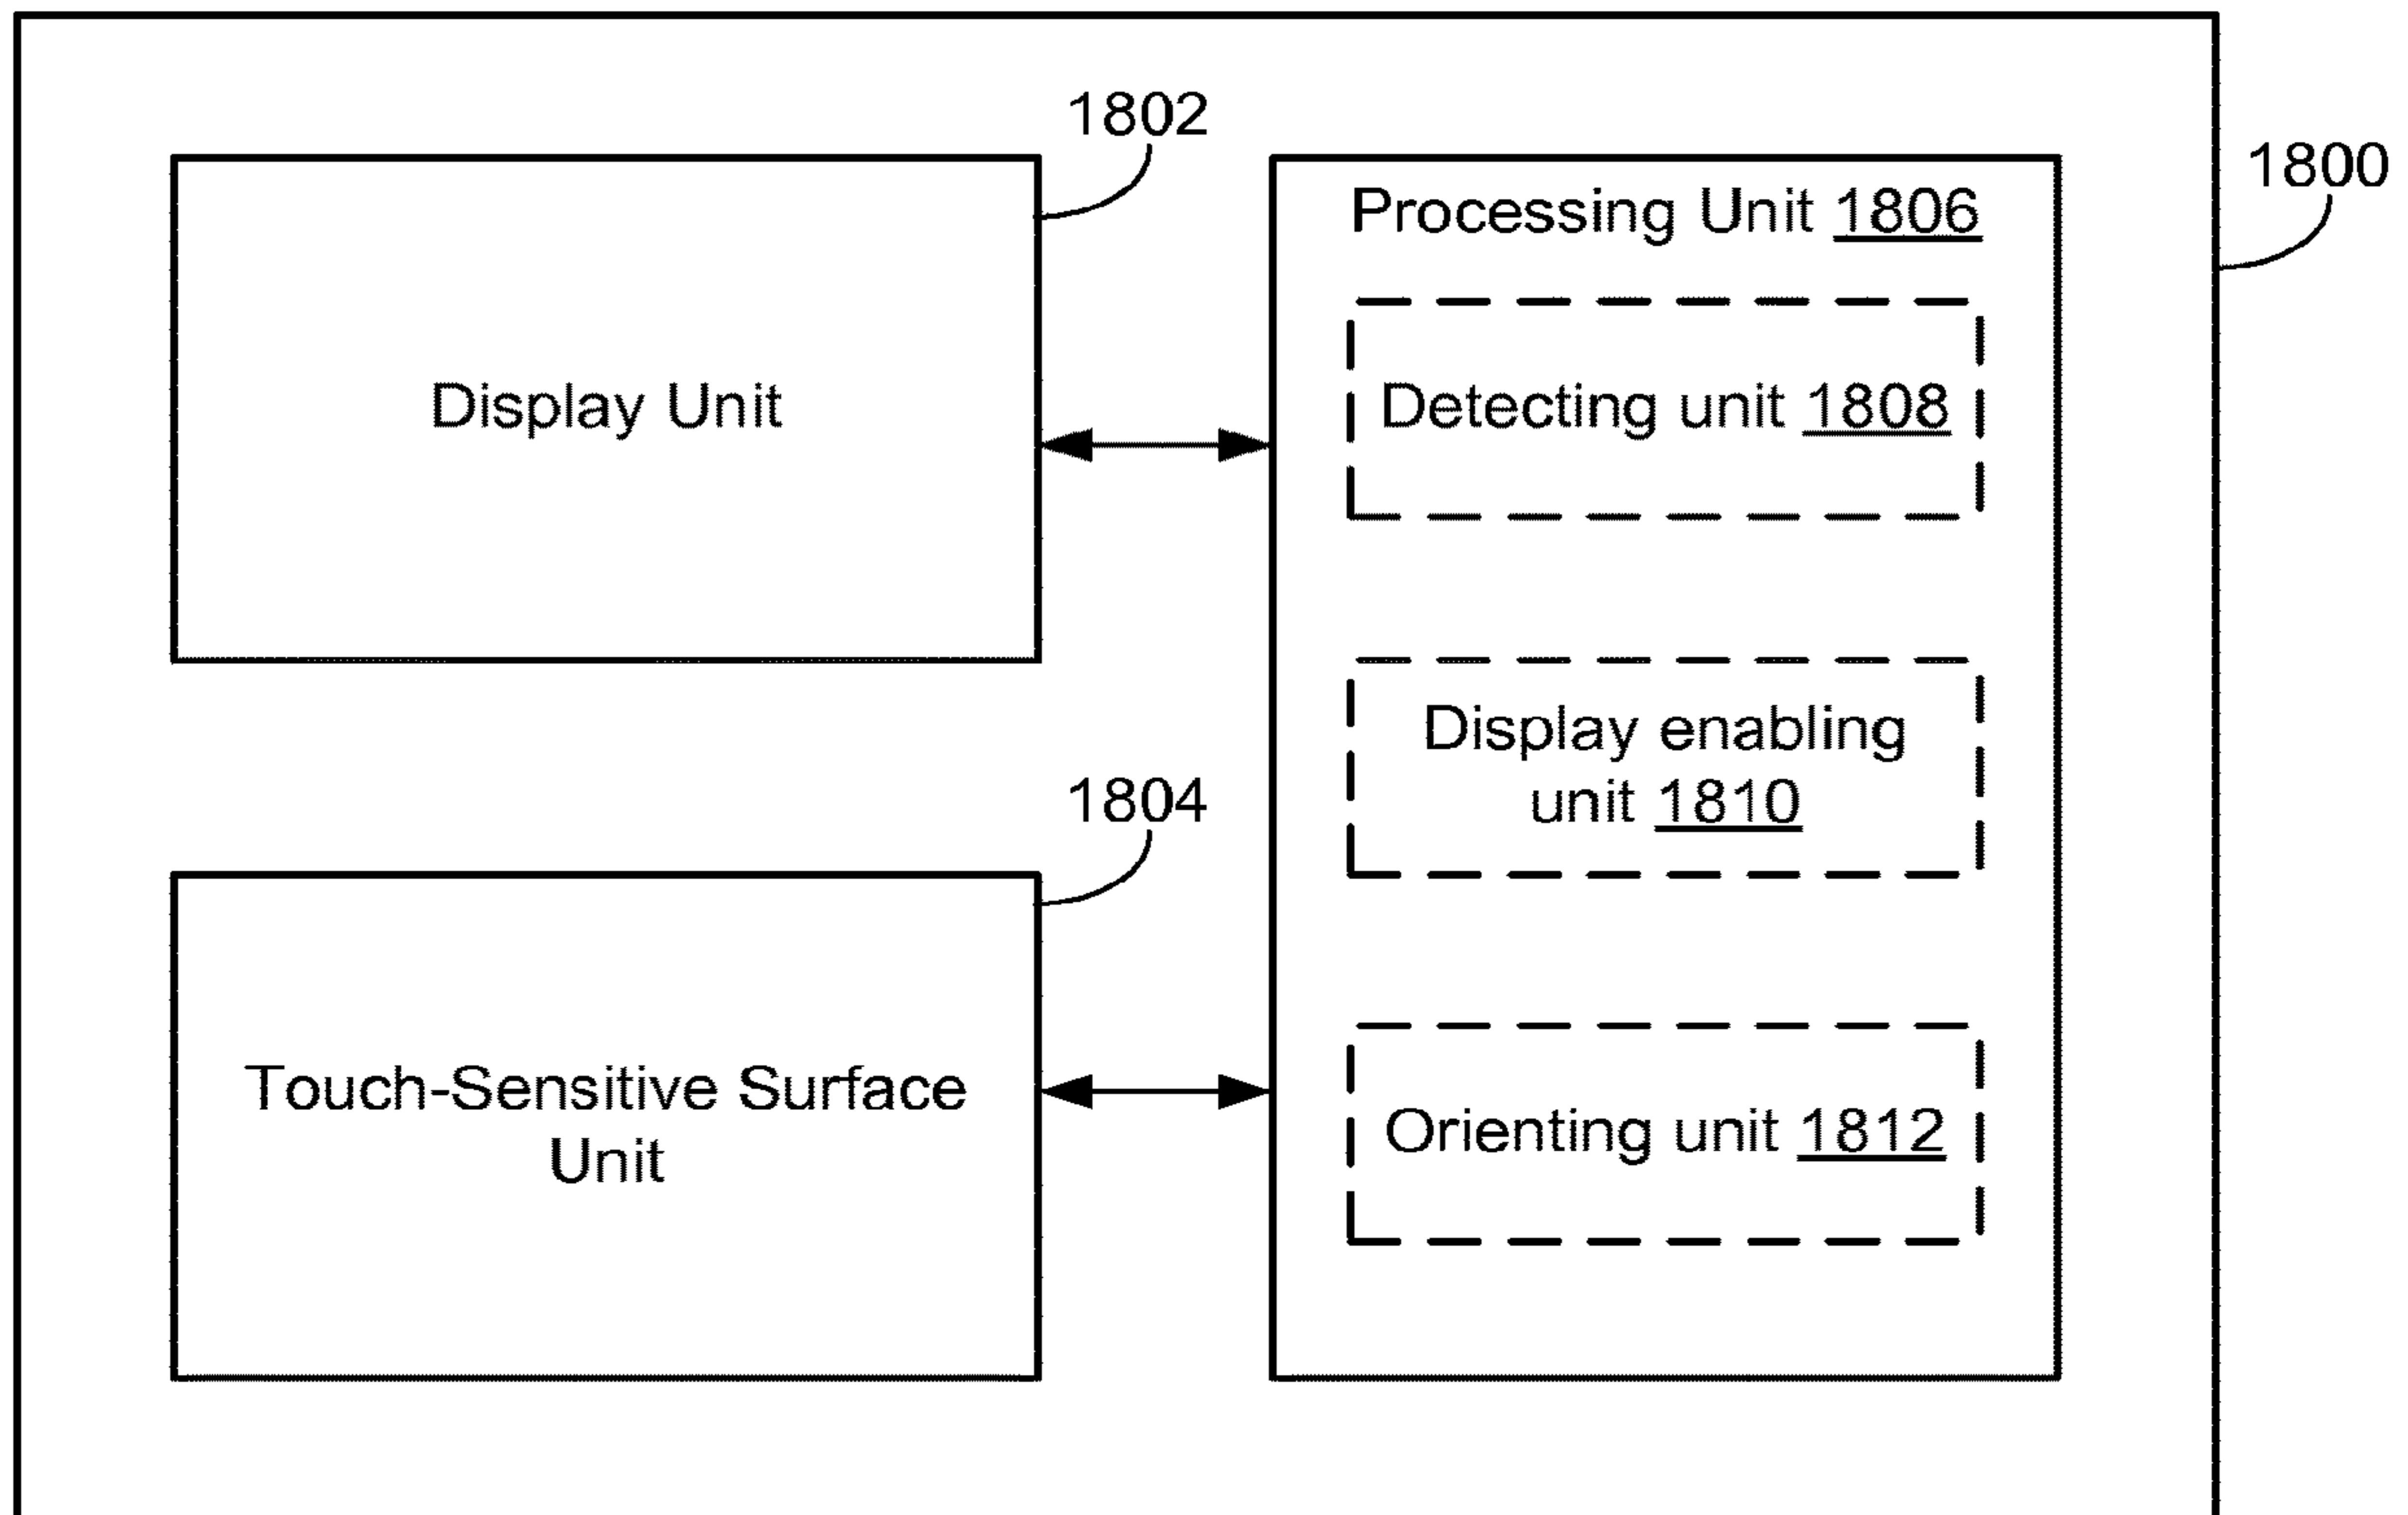 1802
1800
Display Unit
Processing Unit 1806
Detecting unit 1808
Display enabling
unit 1810
1804
Touch-Sensitive Surface
Unit
Orienting unit 1812